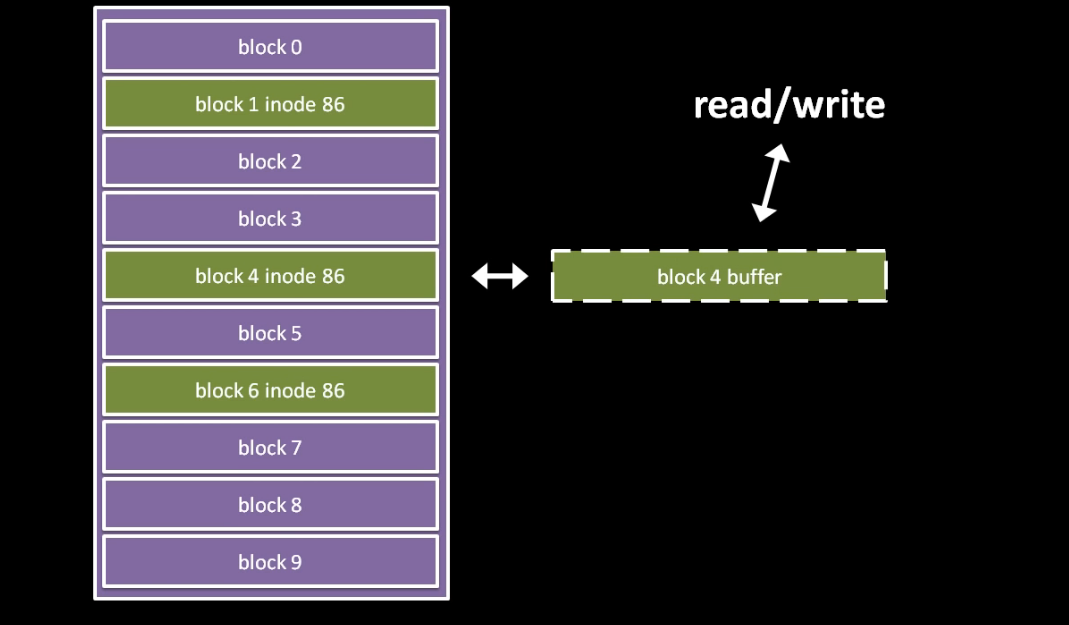 block 0
block 1 inode 86
block 2
block 3
block 4 inode 86
block 5
block 6 inode 86
block 7
block 8
block 9
read/write
block 4 buffer